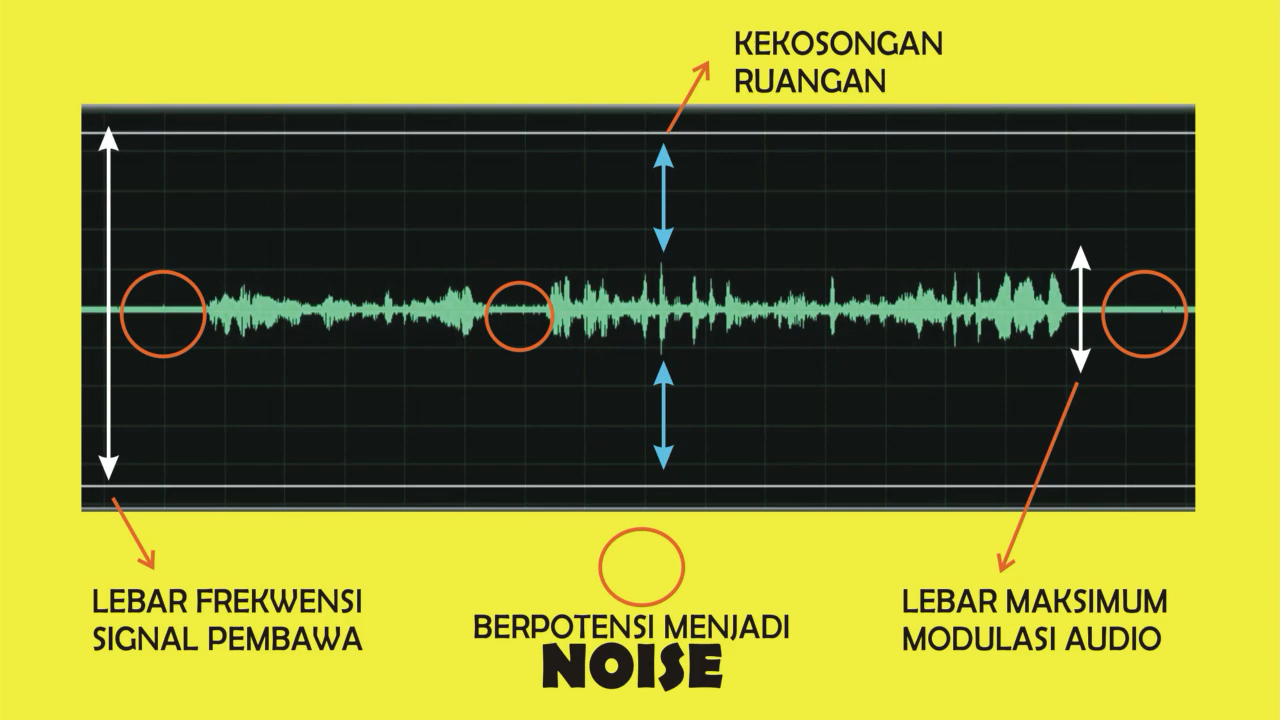 KEKOSONGAN
RUANGAN
LEBAR FREKWENSI
SIGNAL PEMBAWA
BERPOTENSI MENJADI
NOISE
LEBAR MAKSIMUM
MODULASI AUDIO